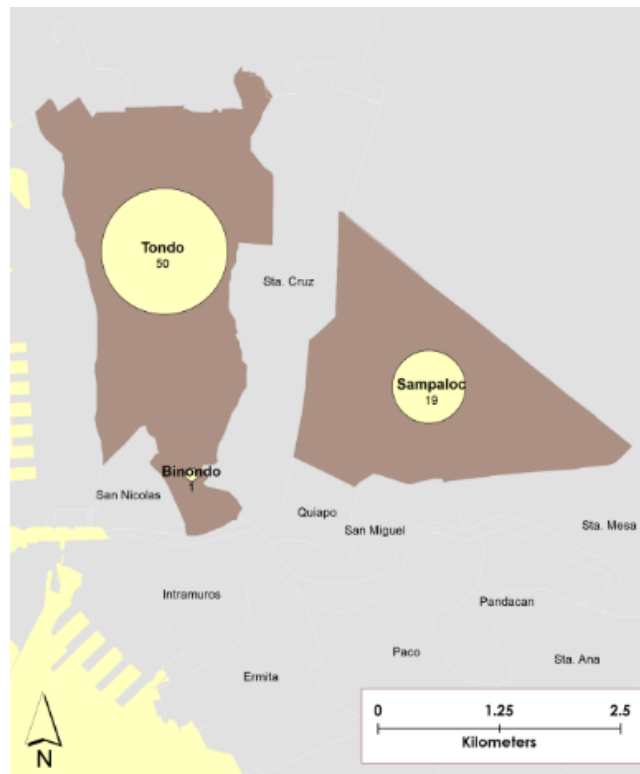 Tondo
50
Sta. Cruz
Sampaloc
19
Binondo
1
San Nicolas
Quiapo
San Miguel
Sta. Mesa
Intramuros
Pandacan
Paco
Sta. Ana
Ermita
0 1.25 2.5
Kilometers
N